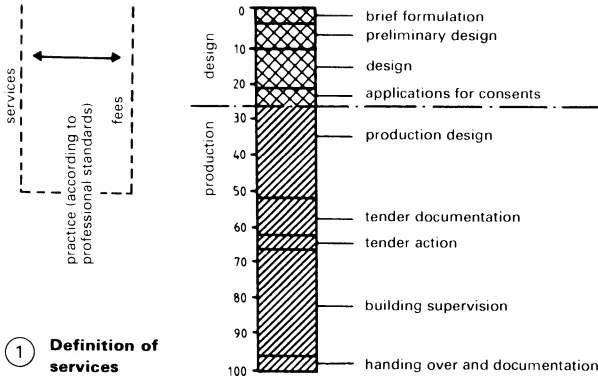 services
fees
practice (according to
professional standards)
1 Definition of
services
design
production
0
10
20
30
40
50
60
70
80
90
100
brief formulation
preliminary design
design
applications for consents
production design
tender documentation
tender action
building supervision
handing over and documentation